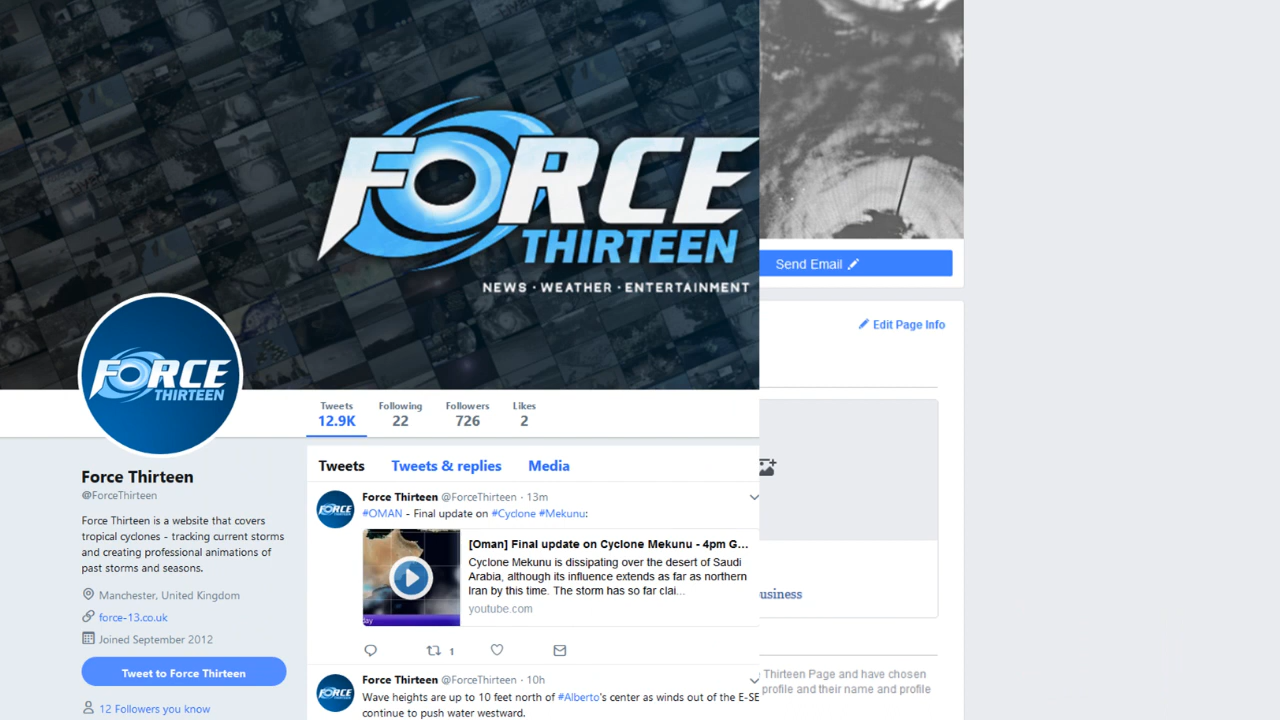 FORCE
THIRTEEN
NEWS · WEATHER · ENTERTAINMENT
Send Email
Edit Page Info
FORCE
THIRTEEN
Tweets Following Followers Likes
12.9K 22 726 2
Tweets Tweets & replies Media
Force Thirteen
@ForceThirteen
Force Thirteen is a website that covers
tropical cyclones - tracking current storms
and creating professional animations of
past storms and seasons.
Manchester, United Kingdom
force-13.co.uk
Joined September 2012
Tweet to Force Thirteen
12 Followers you know
FORCE
THIRTEEN
Force Thirteen @ForceThirteen · 13m
#OMAN - Final update on #Cyclone #Mekunu:
[Oman] Final update on Cyclone Mekunu - 4pm G...
Cyclone Mekunu is dissipating over the desert of Saudi
Arabia, although its influence extends as far as northern
Iran by this time. The storm has so far clai...
youtube.com
day
1
FORCE
THIRTEEN
Force Thirteen @ForceThirteen · 10h
Wave heights are up to 10 feet north of #Alberto's center as winds out of the E-SE
continue to push water westward.
usiness
Thirteen Page and have chosen
profile and their name and profile